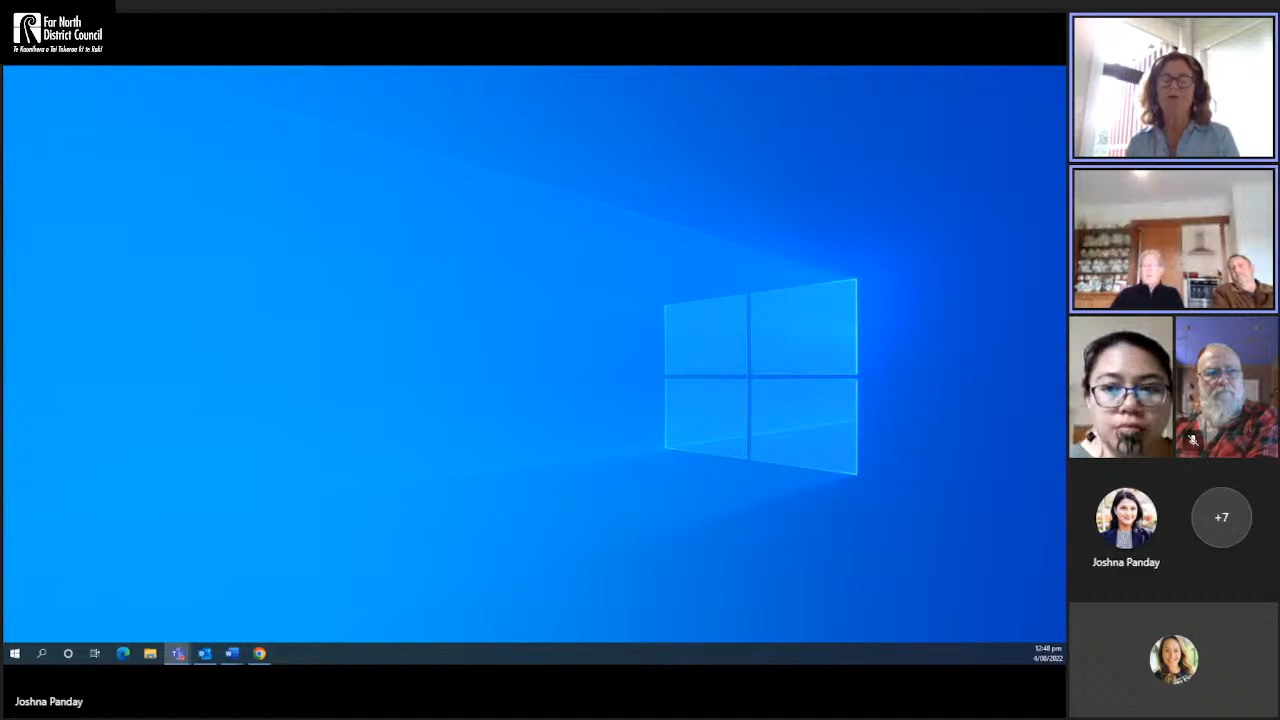 Far North
District Council
Te Kaunihera o Tai Tokerau ki te Raki
+7
Joshna Panday
12:48 pm
4/08/2022
Joshna Panday